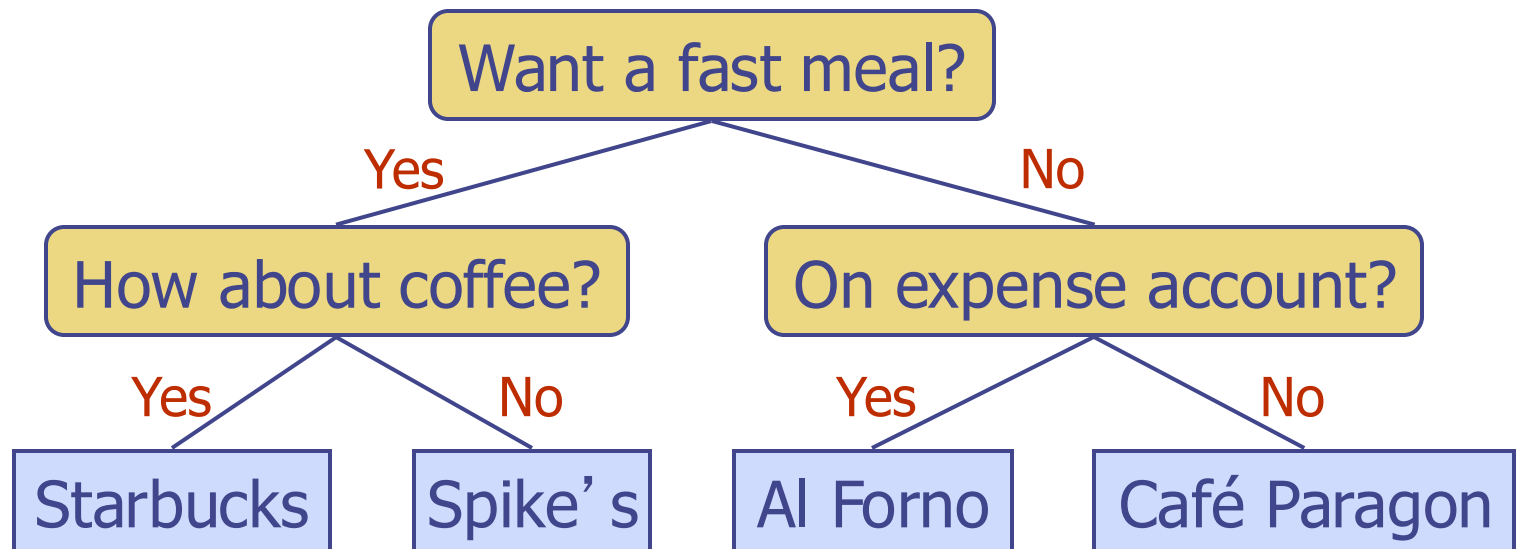 Want a fast meal?
Yes
No
How about coffee?
On expense account?
Yes
No
Yes
No
Starbucks
Spike’s
Al Forno
Café Paragon